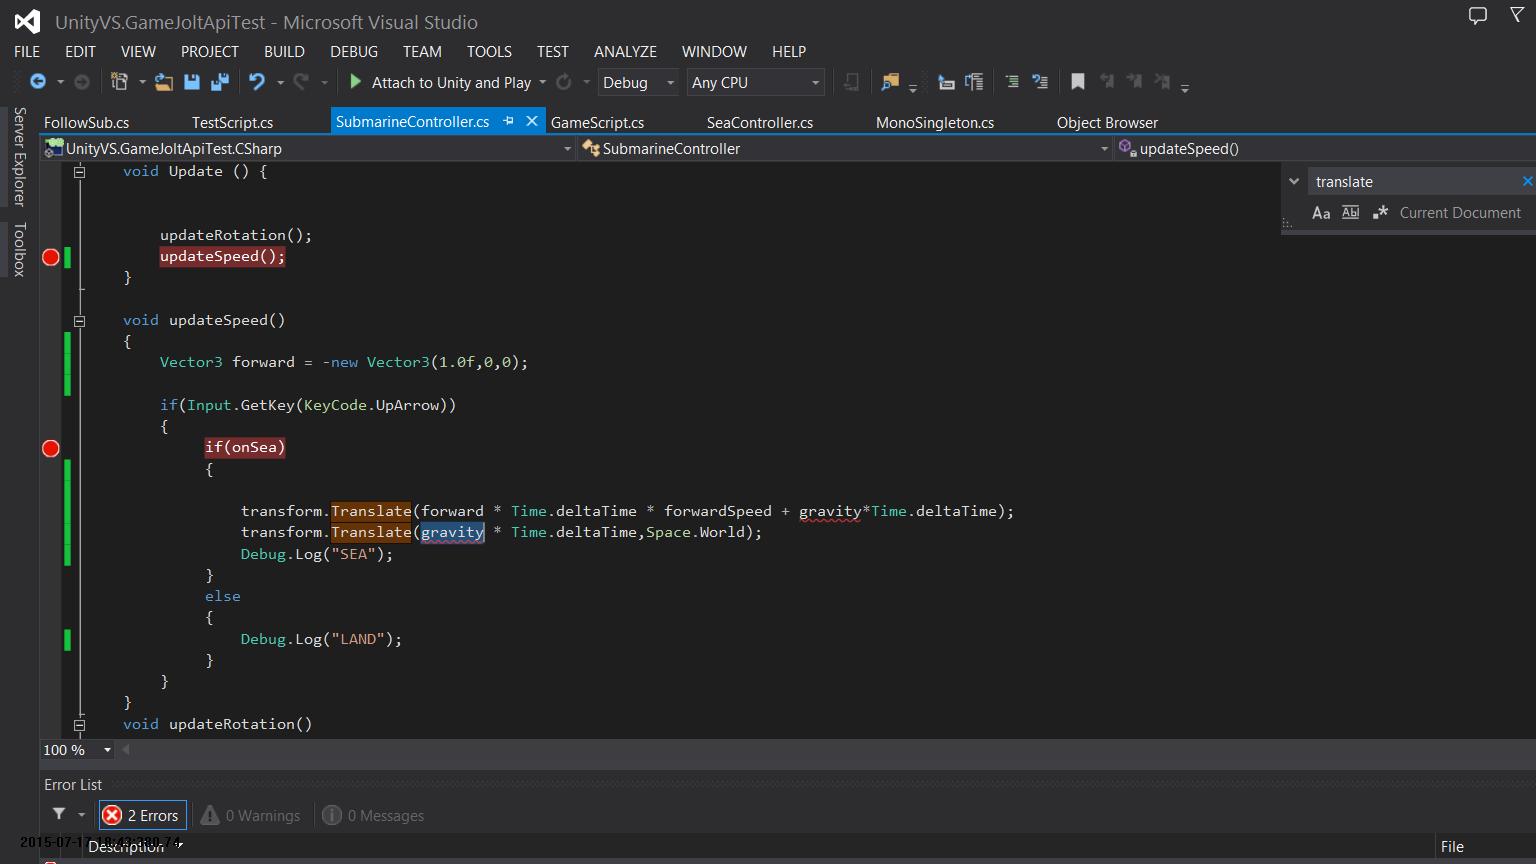 UnityVS.GameJoltApiTest - Microsoft Visual Studio
FILE EDIT VIEW PROJECT BUILD DEBUG TEAM TOOLS TEST ANALYZE WINDOW HELP
Attach to Unity and Play Debug Any CPU
Server Explorer
Toolbox
FollowSub.cs TestScript.cs SubmarineController.cs GameScript.cs SeaController.cs MonoSingleton.cs Object Browser
UnityVS.GameJoltApiTest.CSharp SubmarineController updateSpeed()
translate
Aa Abl .* Current Document
void Update () {
updateRotation();
updateSpeed();
}
void updateSpeed()
{
Vector3 forward = -new Vector3(1.0f,0,0);
if(Input.GetKey(KeyCode.UpArrow))
{
if(onSea)
{
transform.Translate(forward * Time.deltaTime * forwardSpeed + gravity*Time.deltaTime);
transform.Translate(gravity * Time.deltaTime,Space.World);
Debug.Log("SEA");
}
else
{
Debug.Log("LAND");
}
}
}
void updateRotation()
100 %
Error List
2 Errors 0 Warnings 0 Messages
2015-07-17
Description File